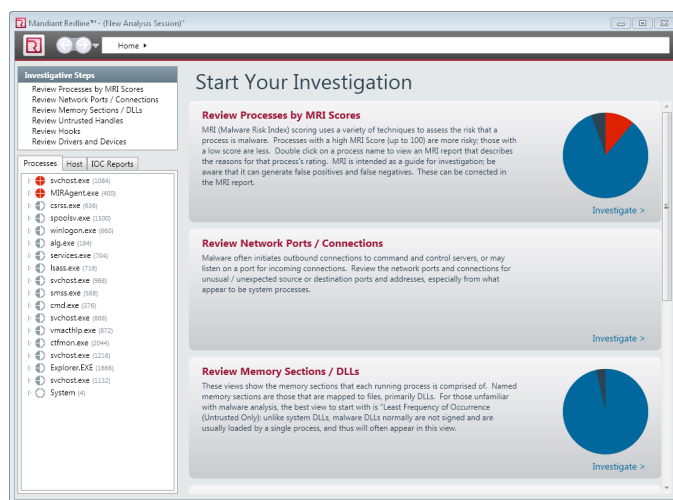 Mandiant Redline™ - (New Analysis Session)*
Home
Investigative Steps
Review Processes by MRI Scores
Review Network Ports / Connections
Review Memory Sections / DLLs
Review Untrusted Handles
Review Hooks
Review Drivers and Devices
Processes Host IOC Reports
svchost.exe (1084)
MIRAgent.exe (400)
csrss.exe (636)
spoolsv.exe (1500)
winlogon.exe (660)
alg.exe (184)
services.exe (704)
lsass.exe (716)
svchost.exe (968)
smss.exe (588)
cmd.exe (376)
svchost.exe (888)
vmacthlp.exe (872)
ctfmon.exe (2044)
svchost.exe (1216)
Explorer.EXE (1668)
svchost.exe (1132)
System (4)
Start Your Investigation
Review Processes by MRI Scores
MRI (Malware Risk Index) scoring uses a variety of techniques to assess the risk that a
process is malware. Processes with a high MRI Score (up to 100) are more risky; those with
a low score are less. Double click on a process name to view an MRI report that describes
the reasons for that process's rating. MRI is intended as a guide for investigation; be
aware that it can generate false positives and false negatives. These can be corrected in
the MRI report.
Investigate >
Review Network Ports / Connections
Malware often initiates outbound connections to command and control servers, or may
listen on a port for incoming connections. Review the network ports and connections for
unusual / unexpected source or destination ports and addresses, especially from what
appear to be system processes.
Investigate >
Review Memory Sections / DLLs
These views show the memory sections that each running process is comprised of. Named
memory sections are those that are mapped to files, primarily DLLs. For those unfamiliar
with malware analysis, the best view to start with is "Least Frequency of Occurrence
(Untrusted Only): unlike system DLLs, malware DLLs normally are not signed and are
usually loaded by a single process, and thus will often appear in this view.
Investigate >